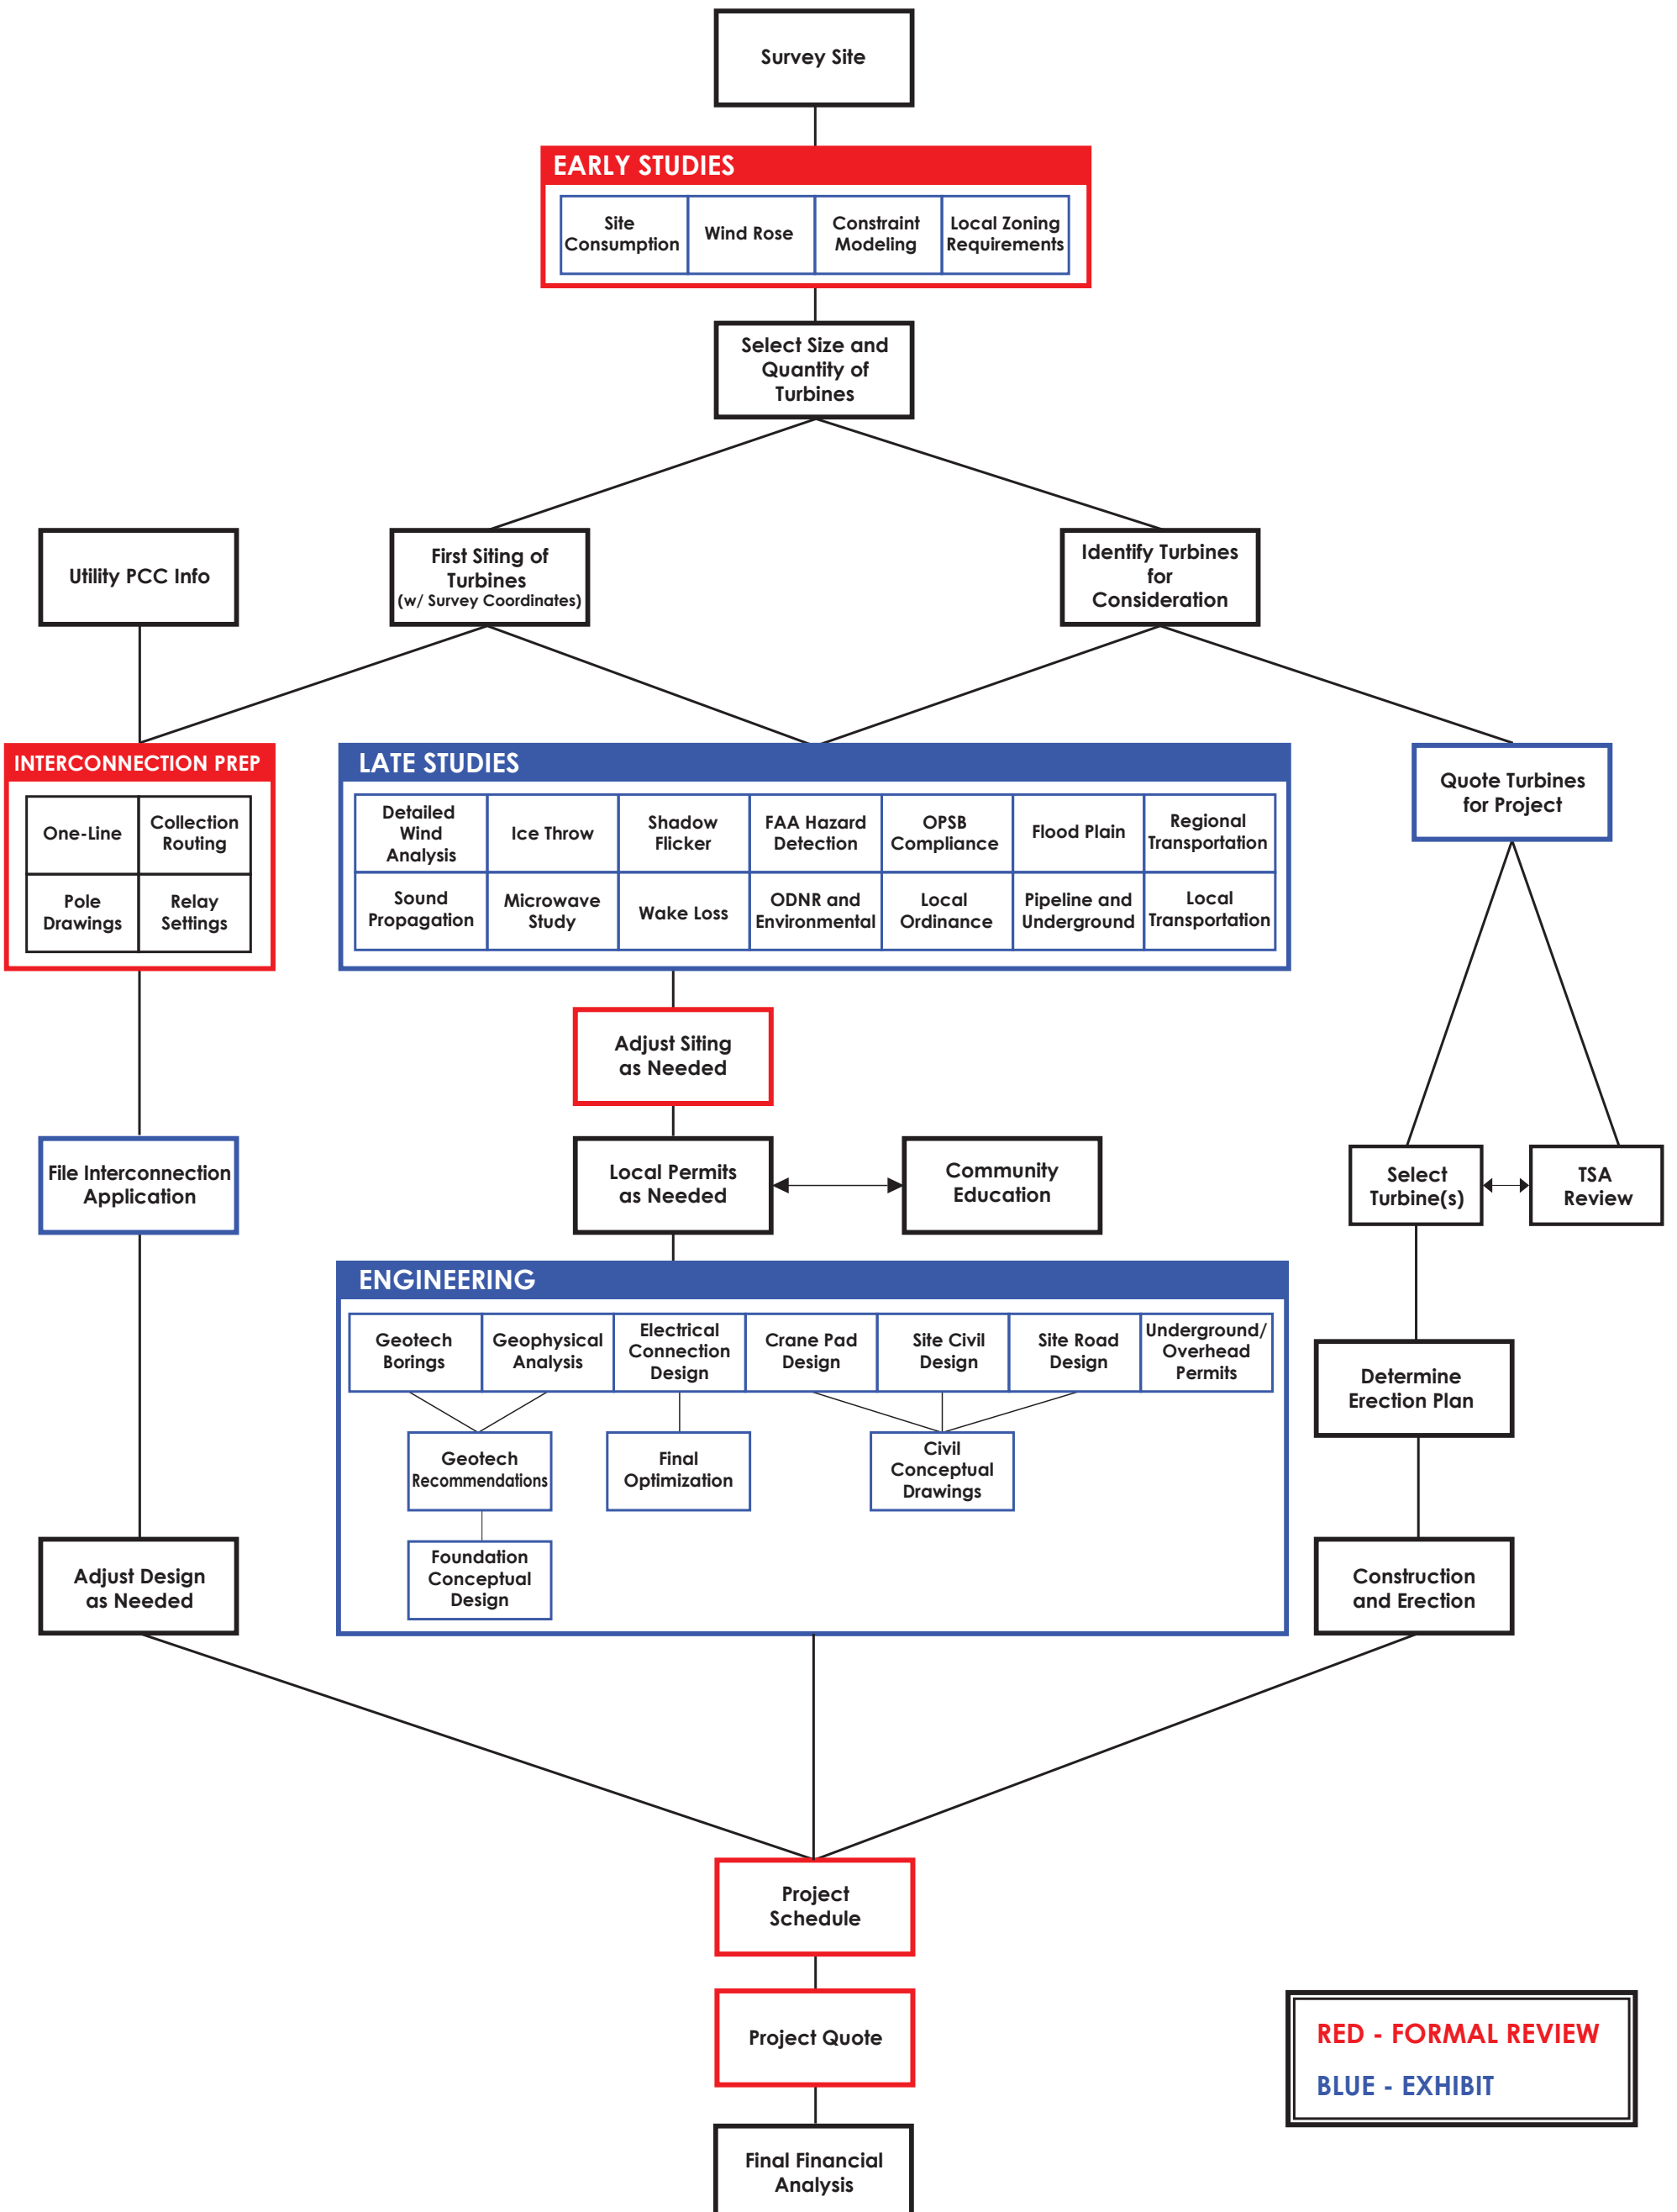 Survey Site
EARLY STUDIES
Site
Consumption
Wind Rose
Constraint
Modeling
Local Zoning
Requirements
Select Size and
Quantity of
Turbines
Utility PCC Info
First Siting of
Turbines
(w/ Survey Coordinates)
Identify Turbines
for
Consideration
INTERCONNECTION PREP
One-Line
Collection
Routing
Pole
Drawings
Relay
Settings
LATE STUDIES
Detailed
Wind
Analysis
Ice Throw
Shadow
Flicker
FAA Hazard
Detection
OPSB
Compliance
Flood Plain
Regional
Transportation
Sound
Propagation
Microwave
Study
Wake Loss
ODNR and
Environmental
Local
Ordinance
Pipeline and
Underground
Local
Transportation
Quote Turbines
for Project
Adjust Siting
as Needed
File Interconnection
Application
Local Permits
as Needed
Community
Education
Select
Turbine(s)
TSA
Review
ENGINEERING
Geotech
Borings
Geophysical
Analysis
Electrical
Connection
Design
Crane Pad
Design
Site Civil
Design
Site Road
Design
Underground/
Overhead
Permits
Geotech
Recommendations
Final
Optimization
Civil
Conceptual
Drawings
Foundation
Conceptual
Design
Determine
Erection Plan
Adjust Design
as Needed
Construction
and Erection
Project
Schedule
Project Quote
Final Financial
Analysis
RED - FORMAL REVIEW
BLUE - EXHIBIT